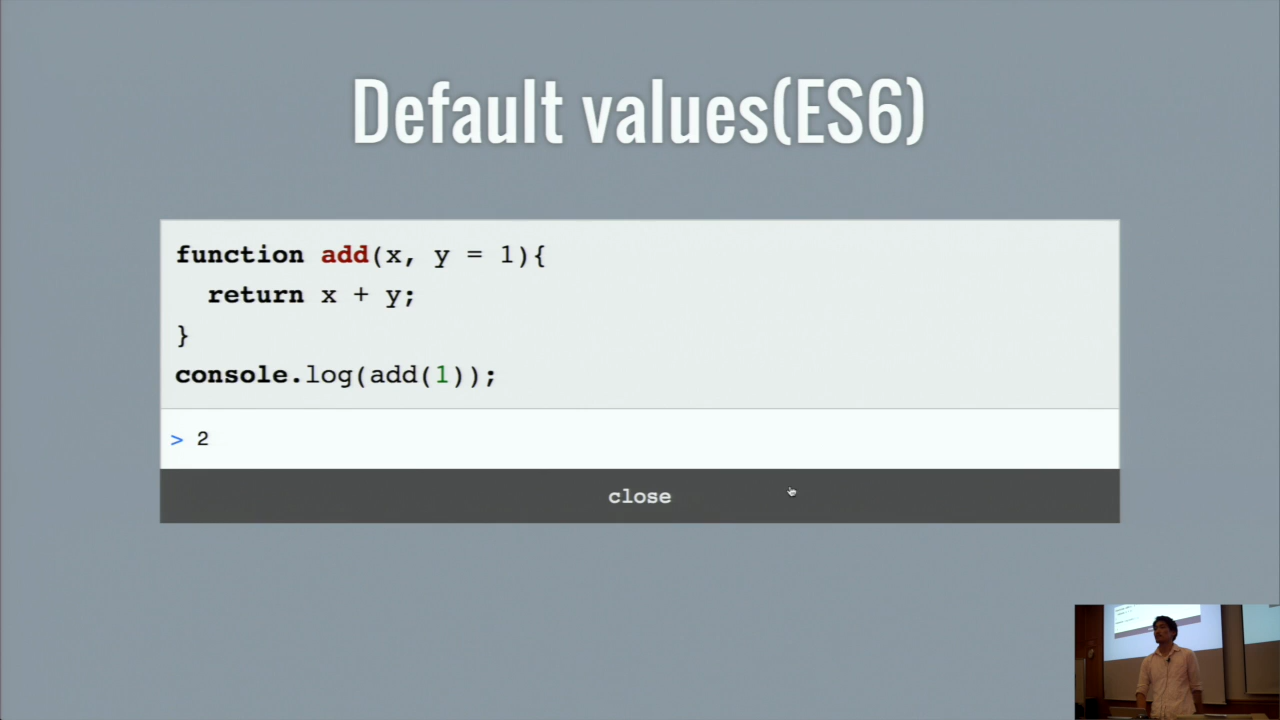 Default values(ES6)
function add(x, y = 1){
  return x + y;
}
console.log(add(1));
> 2
close